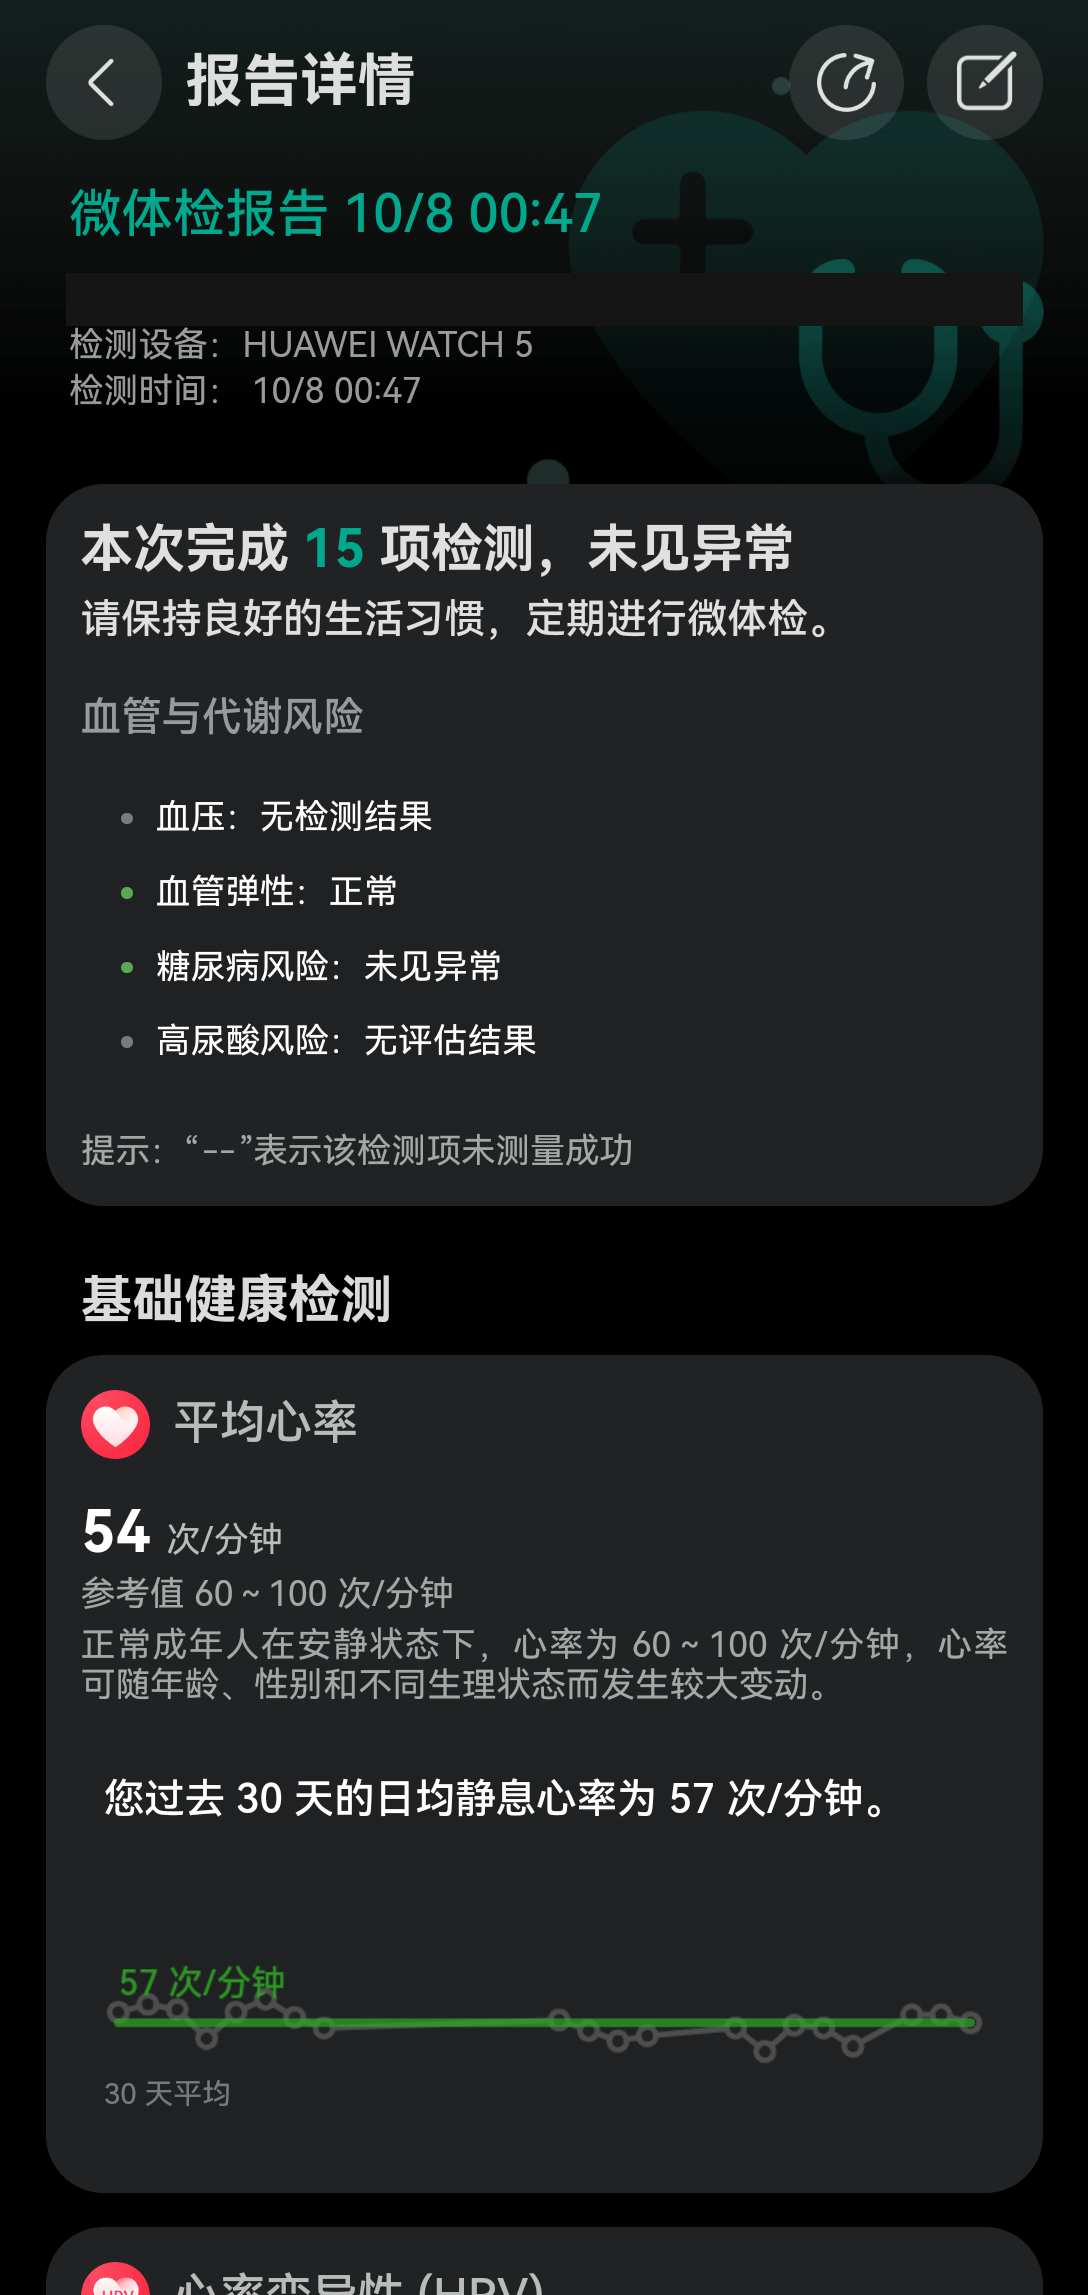 报告详情
微体检报告 10/8 00:47
检测设备：HUAWEI WATCH 5
检测时间： 10/8 00:47
本次完成 15 项检测，未见异常
请保持良好的生活习惯，定期进行微体检。
血管与代谢风险
血压：无检测结果
血管弹性：正常
糖尿病风险：未见异常
高尿酸风险：无评估结果
提示：“--”表示该检测项未测量成功
基础健康检测
平均心率
54 次/分钟
参考值 60 ~ 100 次/分钟
正常成年人在安静状态下，心率为 60 ~ 100 次/分钟，心率
可随年龄、性别和不同生理状态而发生较大变动。
您过去 30 天的日均静息心率为 57 次/分钟。
57 次/分钟
30 天平均
HRV
心率变异性 (HRV)